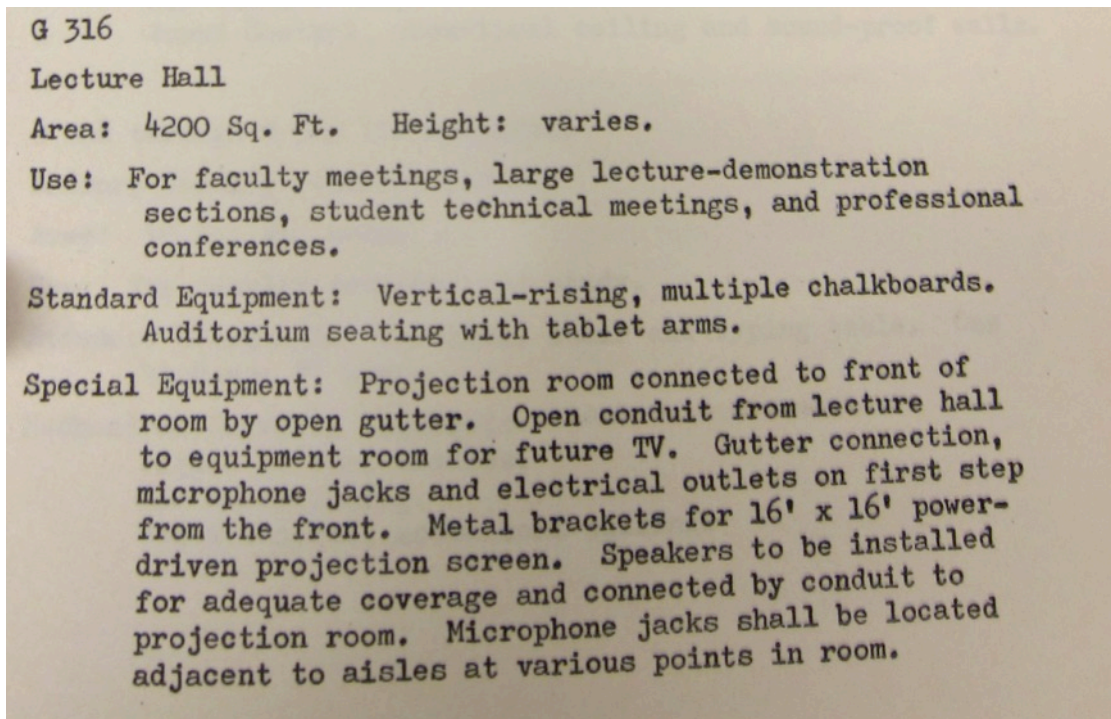 G 316
Lecture Hall
Area: 4200 Sq. Ft. Height: varies.
Use: For faculty meetings, large lecture-demonstration
sections, student technical meetings, and professional
conferences.
Standard Equipment: Vertical-rising, multiple chalkboards.
Auditorium seating with tablet arms.
Special Equipment: Projection room connected to front of
room by open gutter. Open conduit from lecture hall
to equipment room for future TV. Gutter connection,
microphone jacks and electrical outlets on first step
from the front. Metal brackets for 16' x 16' power-
driven projection screen. Speakers to be installed
for adequate coverage and connected by conduit to
projection room. Microphone jacks shall be located
adjacent to aisles at various points in room.